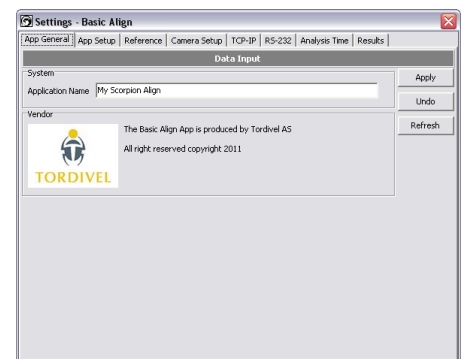 Settings - Basic Align
App General App Setup Reference Camera Setup TCP-IP RS-232 Analysis Time Results
Data Input
System
Application Name My Scorpion Align
Apply
Undo
Refresh
Vendor
The Basic Align App is produced by Tordivel AS
All right reserved copyright 2011
TORDIVEL